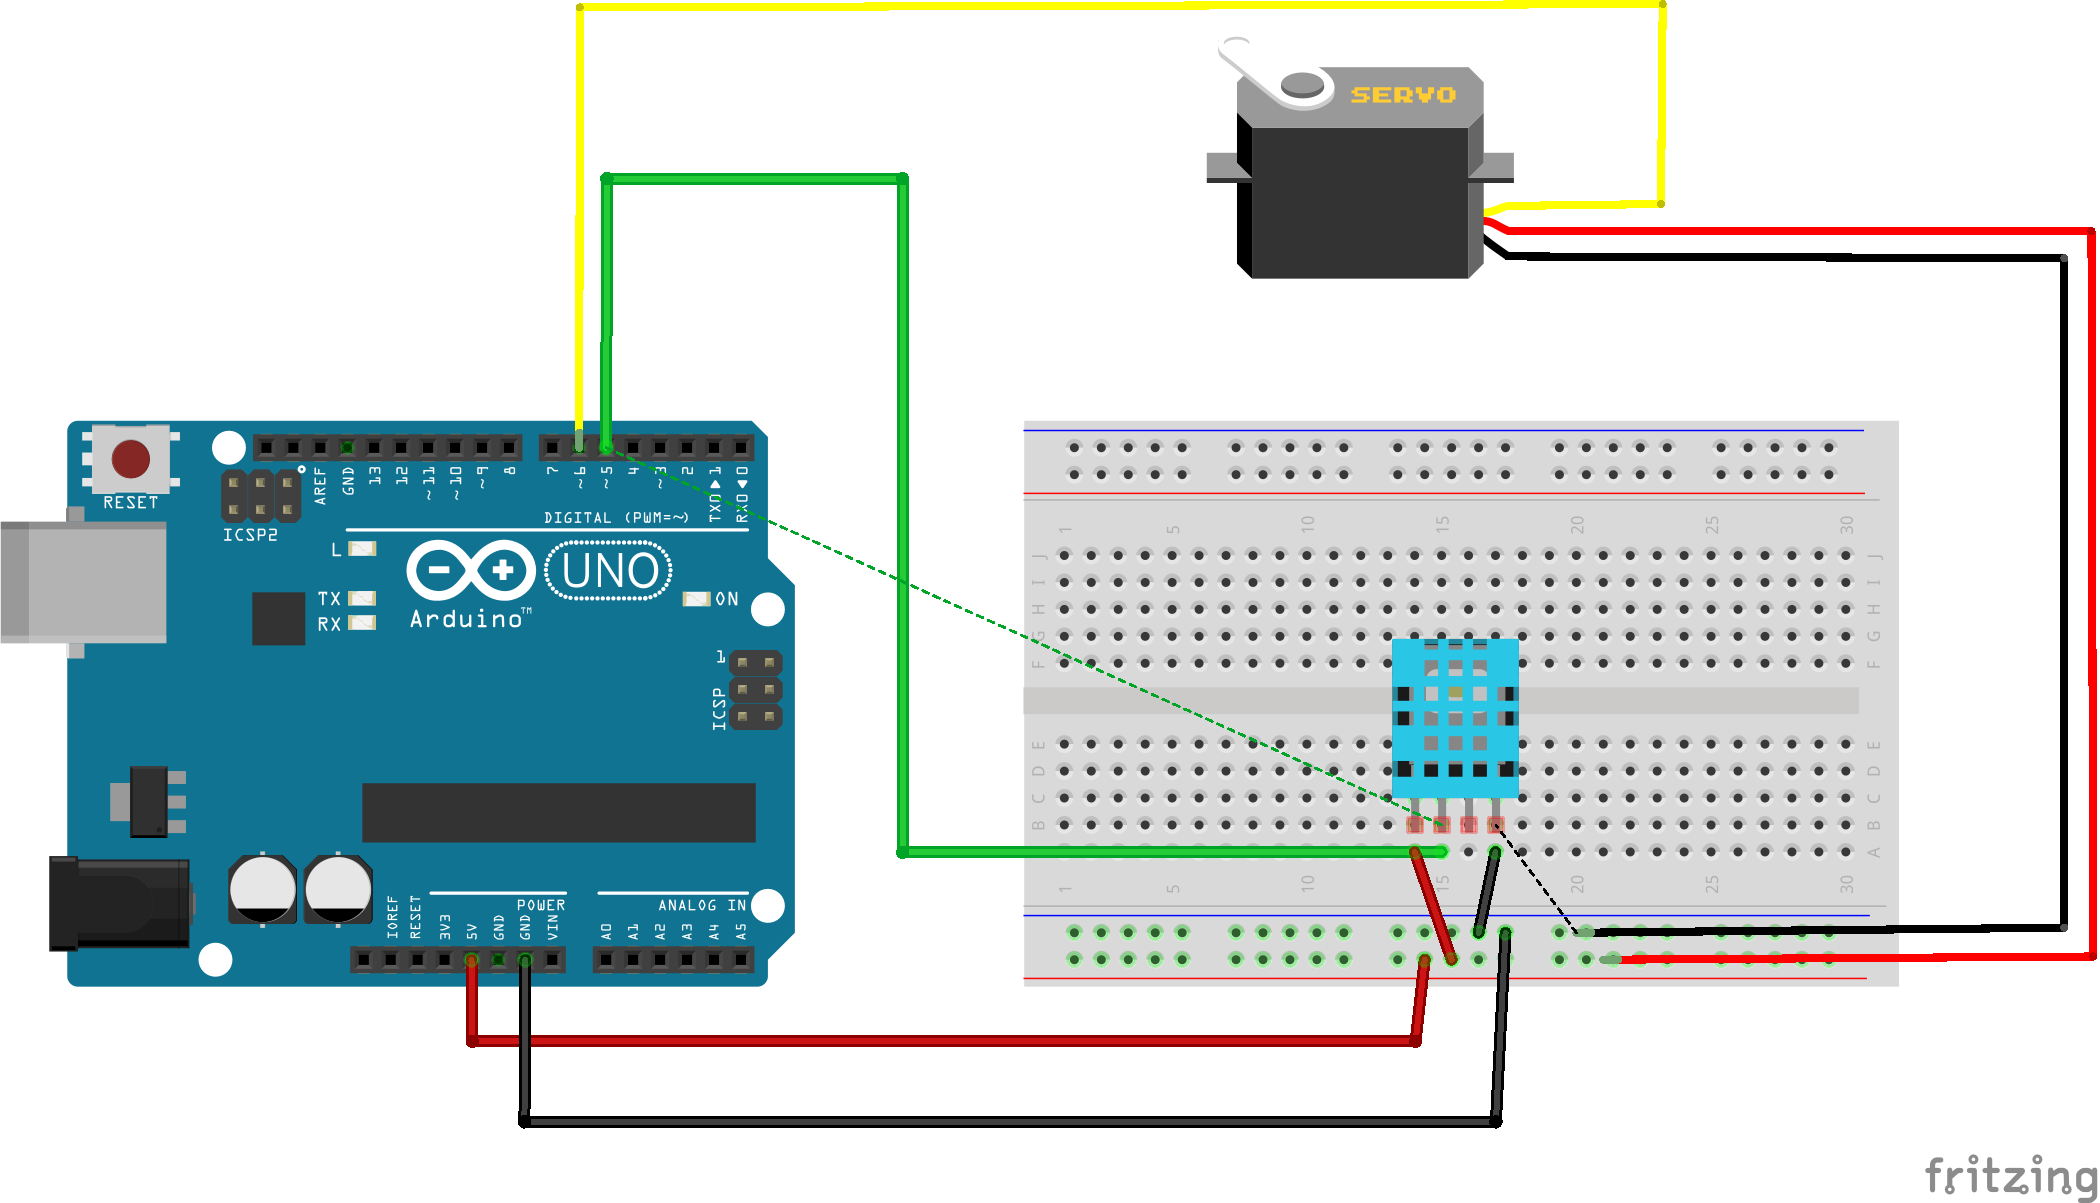 SERVO
RESET
ICSP2
AREF
GND
13
12
~11
~10
~9
8
7
~6
~5
4
~3
2
TX0▶1
RX0◀0
DIGITAL (PWM=~)
L
TX
RX
UNO
Arduino™
ON
1
ICSP
IOREF
RESET
3V3
5V
GND
GND
VIN
POWER
ANALOG IN
A0
A1
A2
A3
A4
A5
1 5 10 15 20 25 30
J J
I I
H H
G G
F F
E E
D D
C C
B B
A A
1 5 10 15 20 25 30
fritzing